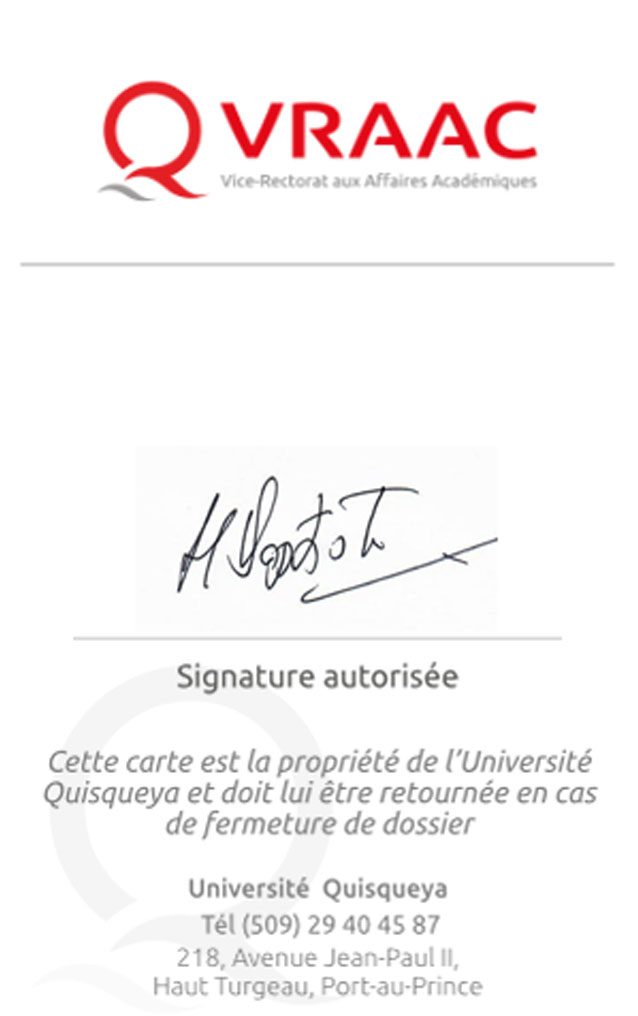 VRAAC
Vice-Rectorat aux Affaires Académiques
Signature autorisée
Cette carte est la propriété de l'Université
Quisqueya et doit lui être retournée en cas
de fermeture de dossier
Université Quisqueya
Tél (509) 29 40 45 87
218, Avenue Jean-Paul II,
Haut Turgeau, Port-au-Prince